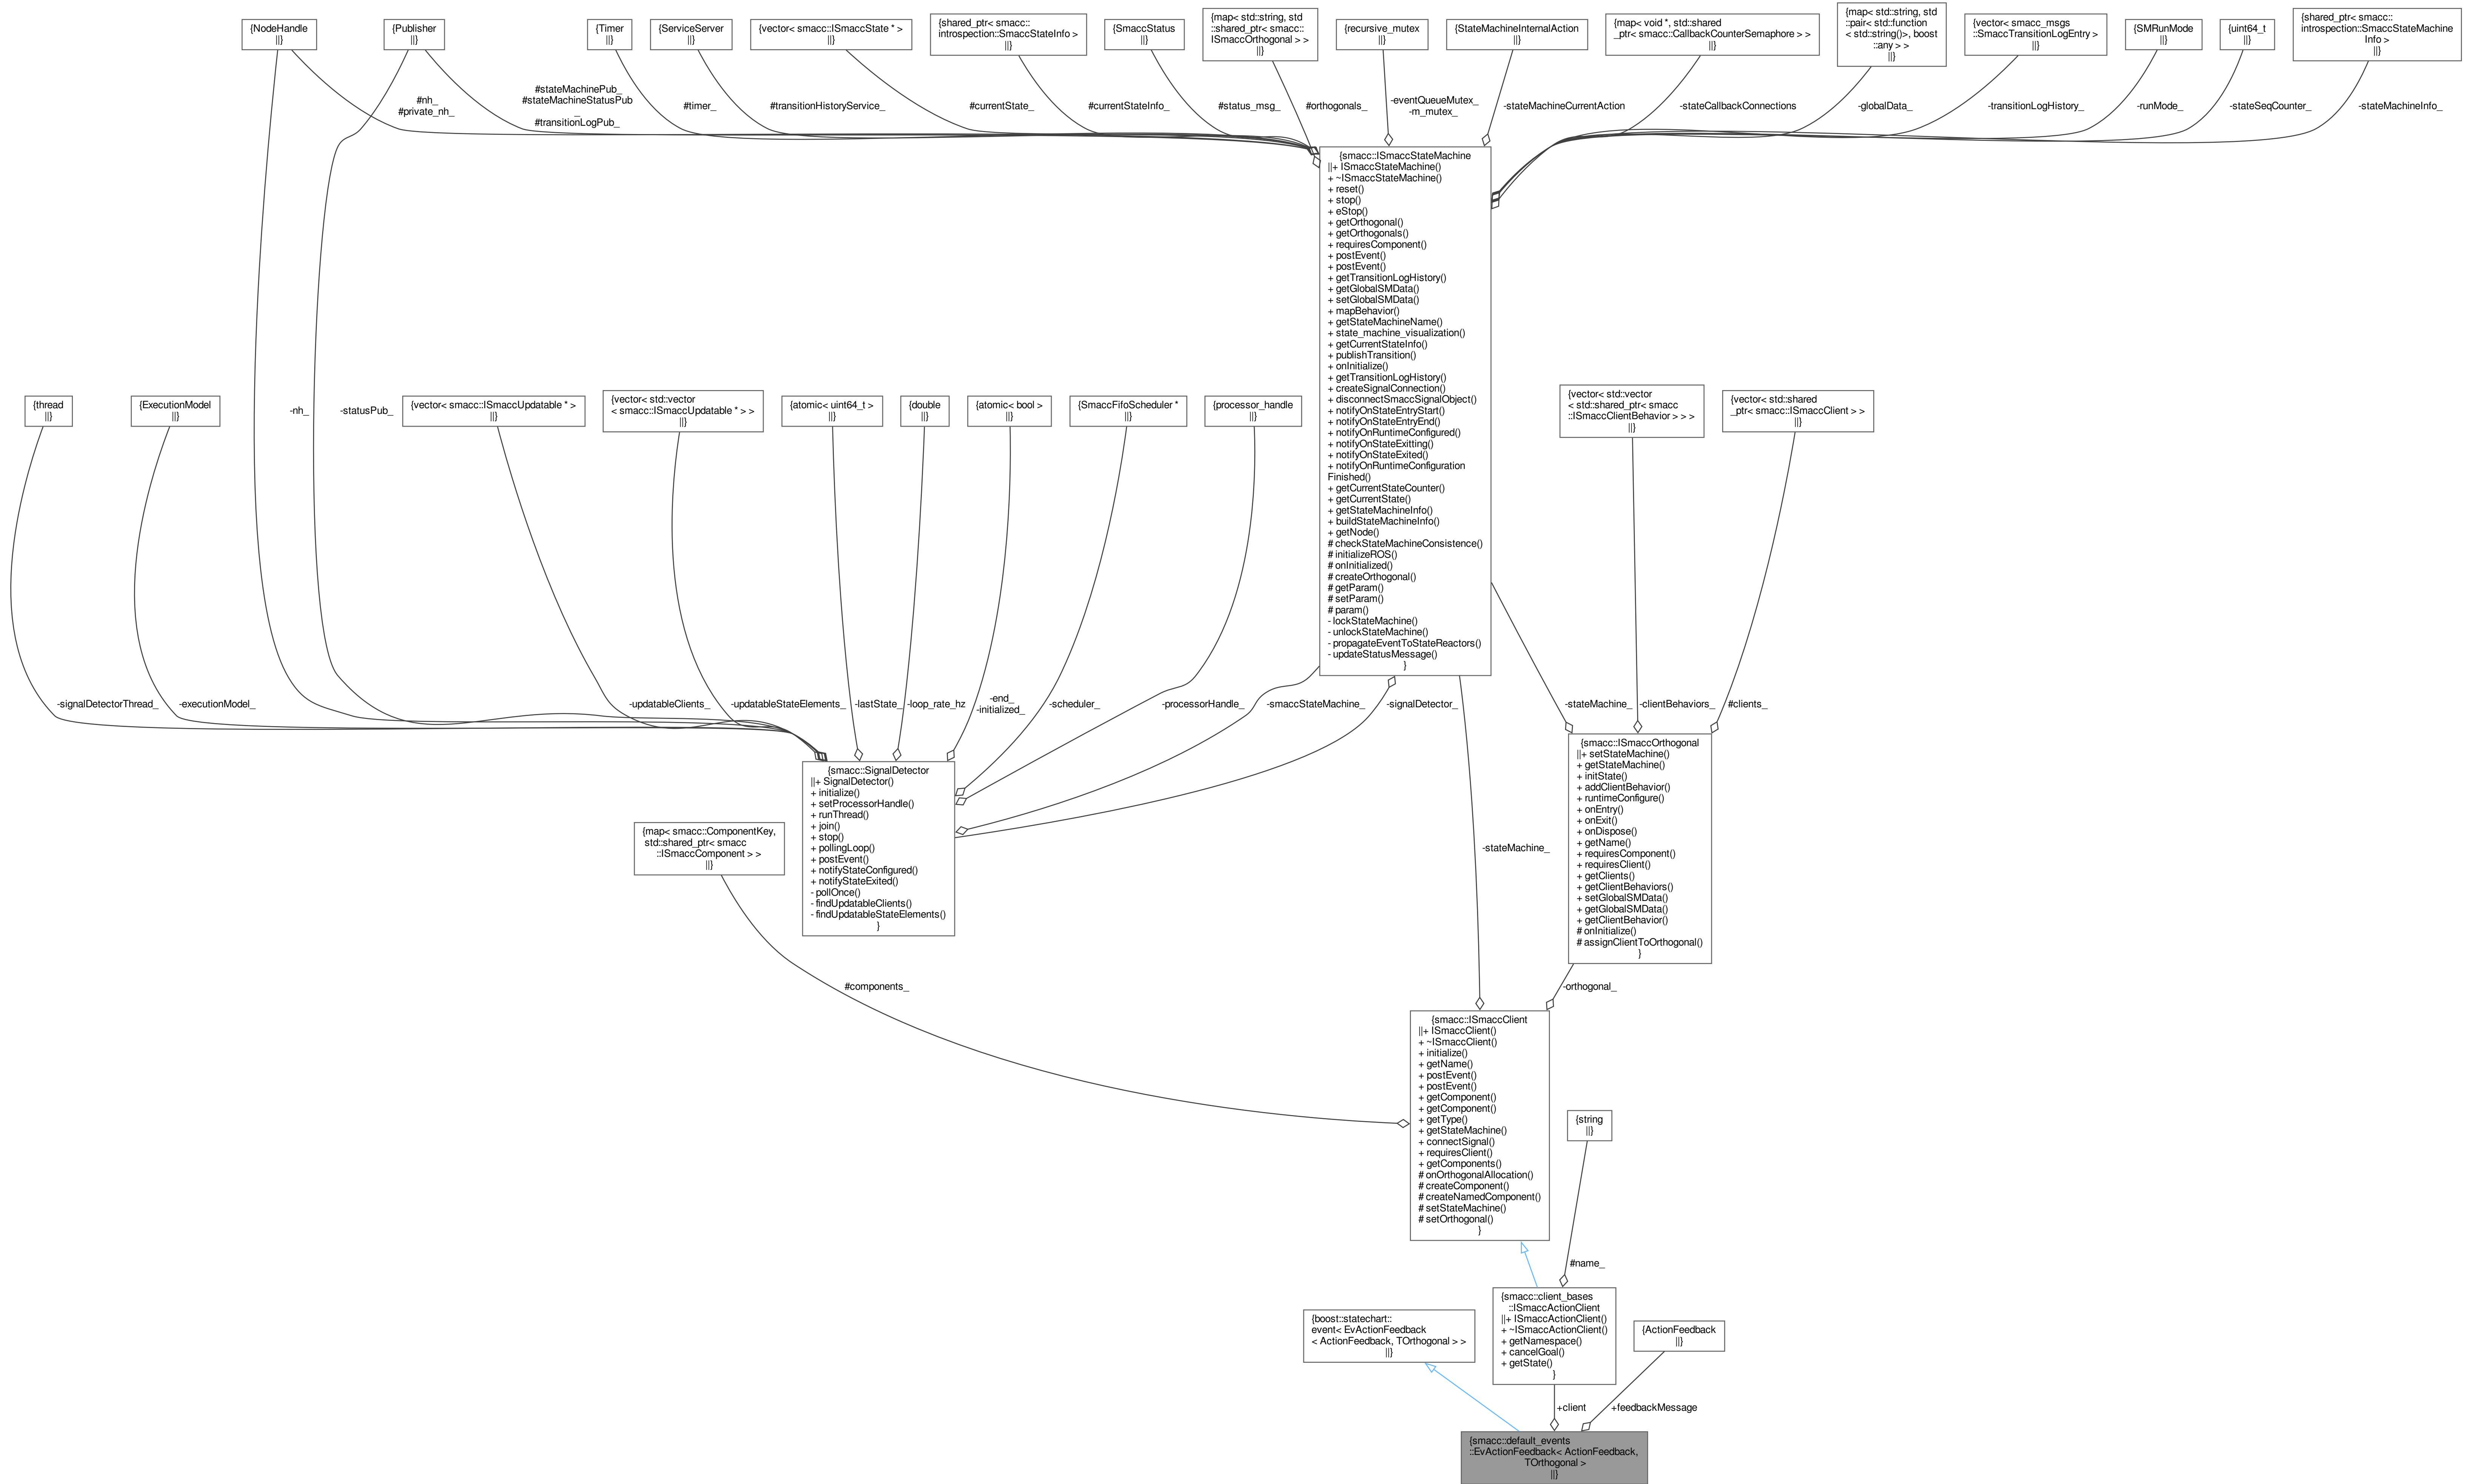 {NodeHandle
||}
{Publisher
||}
{Timer
||}
{ServiceServer
||}
{vector< smacc::ISmaccState * >
||}
{shared_ptr< smacc::
introspection::SmaccStateInfo >
||}
{SmaccStatus
||}
{map< std::string, std
::shared_ptr< smacc::
ISmaccOrthogonal > >
||}
{recursive_mutex
||}
{StateMachineInternalAction
||}
{map< void *, std::shared
_ptr< smacc::CallbackCounterSemaphore > >
||}
{map< std::string, std
::pair< std::function
< std::string()>, boost
::any > >
||}
{vector< smacc_msgs
::SmaccTransitionLogEntry >
||}
{SMRunMode
||}
{uint64_t
||}
{shared_ptr< smacc::
introspection::SmaccStateMachine
Info >
||}
#nh_
#private_nh_
#stateMachinePub_
#stateMachineStatusPub
_
#transitionLogPub_
#timer_
#transitionHistoryService_
#currentState_
#currentStateInfo_
#status_msg_
#orthogonals_
-eventQueueMutex_
-m_mutex_
-stateMachineCurrentAction
-stateCallbackConnections
-globalData_
-transitionLogHistory_
-runMode_
-stateSeqCounter_
-stateMachineInfo_
{smacc::ISmaccStateMachine
||+ ISmaccStateMachine()
+ ~ISmaccStateMachine()
+ reset()
+ stop()
+ eStop()
+ getOrthogonal()
+ getOrthogonals()
+ requiresComponent()
+ postEvent()
+ postEvent()
+ getTransitionLogHistory()
+ getGlobalSMData()
+ setGlobalSMData()
+ mapBehavior()
+ getStateMachineName()
+ state_machine_visualization()
+ getCurrentStateInfo()
+ publishTransition()
+ onInitialize()
+ getTransitionLogHistory()
+ createSignalConnection()
+ disconnectSmaccSignalObject()
+ notifyOnStateEntryStart()
+ notifyOnStateEntryEnd()
+ notifyOnRuntimeConfigured()
+ notifyOnStateExitting()
+ notifyOnStateExited()
+ notifyOnRuntimeConfiguration
Finished()
+ getCurrentStateCounter()
+ getCurrentState()
+ getStateMachineInfo()
+ buildStateMachineInfo()
+ getNode()
# checkStateMachineConsistence()
# initializeROS()
# onInitialized()
# createOrthogonal()
# getParam()
# setParam()
# param()
- lockStateMachine()
- unlockStateMachine()
- propagateEventToStateReactors()
- updateStatusMessage()
}
{thread
||}
{ExecutionModel
||}
-nh_
-statusPub_
{vector< smacc::ISmaccUpdatable * >
||}
{vector< std::vector
< smacc::ISmaccUpdatable * > >
||}
{atomic< uint64_t >
||}
{double
||}
{atomic< bool >
||}
{SmaccFifoScheduler *
||}
{processor_handle
||}
{vector< std::vector
< std::shared_ptr< smacc
::ISmaccClientBehavior > > >
||}
{vector< std::shared
_ptr< smacc::ISmaccClient > >
||}
-signalDetectorThread_
-executionModel_
-updatableClients_
-updatableStateElements_
-lastState_
-loop_rate_hz
-end_
-initialized_
-scheduler_
-processorHandle_
-smaccStateMachine_
-signalDetector_
-stateMachine_
-clientBehaviors_
#clients_
{smacc::SignalDetector
||+ SignalDetector()
+ initialize()
+ setProcessorHandle()
+ runThread()
+ join()
+ stop()
+ pollingLoop()
+ postEvent()
+ notifyStateConfigured()
+ notifyStateExited()
- pollOnce()
- findUpdatableClients()
- findUpdatableStateElements()
}
{smacc::ISmaccOrthogonal
||+ setStateMachine()
+ getStateMachine()
+ initState()
+ addClientBehavior()
+ runtimeConfigure()
+ onEntry()
+ onExit()
+ onDispose()
+ getName()
+ requiresComponent()
+ requiresClient()
+ getClients()
+ getClientBehaviors()
+ setGlobalSMData()
+ getGlobalSMData()
+ getClientBehavior()
# onInitialize()
# assignClientToOrthogonal()
}
{map< smacc::ComponentKey,
std::shared_ptr< smacc
::ISmaccComponent > >
||}
-stateMachine_
#components_
-orthogonal_
{smacc::ISmaccClient
||+ ISmaccClient()
+ ~ISmaccClient()
+ initialize()
+ getName()
+ postEvent()
+ postEvent()
+ getComponent()
+ getComponent()
+ getType()
+ getStateMachine()
+ connectSignal()
+ requiresClient()
+ getComponents()
# onOrthogonalAllocation()
# createComponent()
# createNamedComponent()
# setStateMachine()
# setOrthogonal()
}
{string
||}
#name_
{boost::statechart::
event< EvActionFeedback
< ActionFeedback, TOrthogonal > >
||}
{smacc::client_bases
::ISmaccActionClient
||+ ISmaccActionClient()
+ ~ISmaccActionClient()
+ getNamespace()
+ cancelGoal()
+ getState()
}
{ActionFeedback
||}
+client
+feedbackMessage
{smacc::default_events
::EvActionFeedback< ActionFeedback,
TOrthogonal >
||}